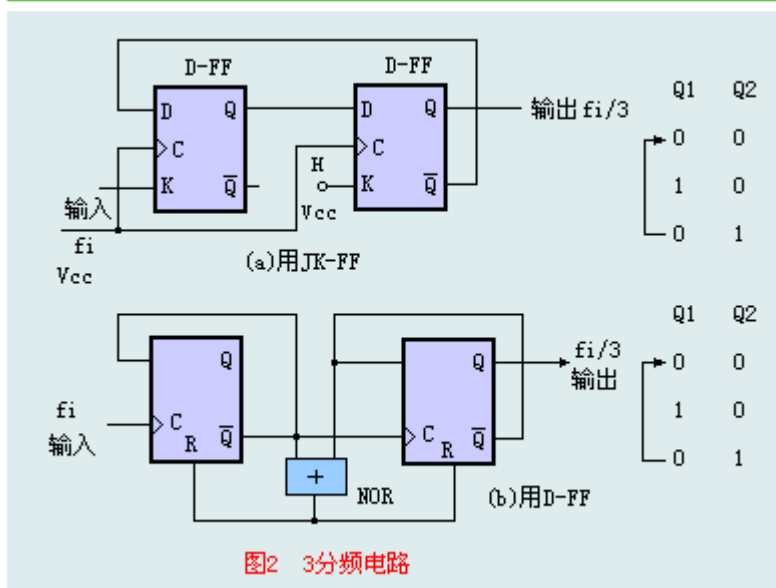 D-FF D-FF
D Q D Q 输出 fi/3
C C
H
K Q̅ K Q̅
输入 Vcc
fi
Vcc
(a)用JK-FF
Q1 Q2
0 0
1 0
0 1
Q Q fi/3
输出
fi C C
输入 R Q̅ R Q̅
+
NOR
(b)用D-FF
Q1 Q2
0 0
1 0
0 1
图2 3分频电路